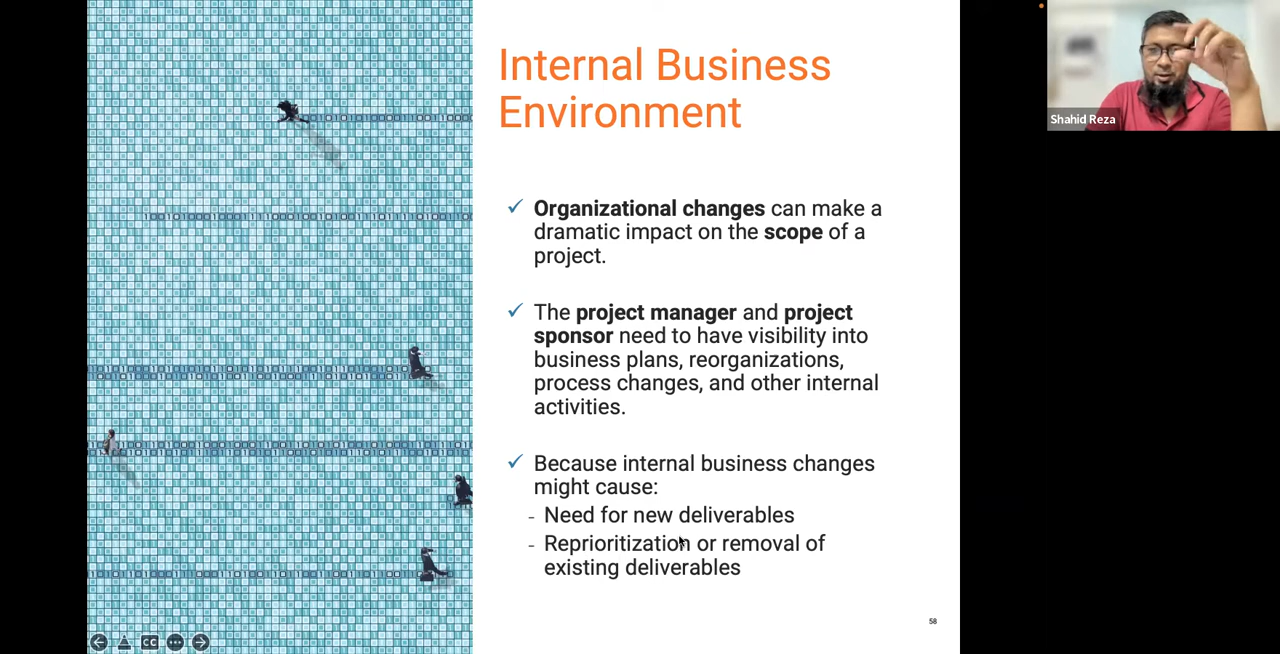 Internal Business
Environment
Shahid Reza
✓ Organizational changes can make a
dramatic impact on the scope of a
project.
✓ The project manager and project
sponsor need to have visibility into
business plans, reorganizations,
process changes, and other internal
activities.
✓ Because internal business changes
might cause:
- Need for new deliverables
- Reprioritization or removal of
existing deliverables
58
CC